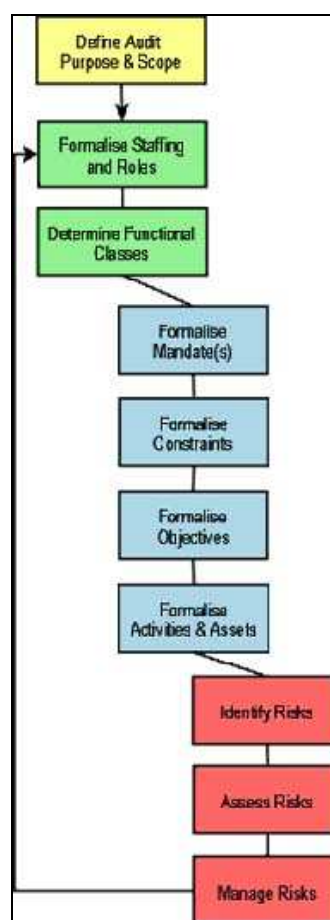 Define Audit
Purpose & Scope
Formalise Staffing
and Roles
Determine Functional
Classes
Formalise
Mandate(s)
Formalise
Constraints
Formalise
Objectives
Formalise
Activities & Assets
Identify Risks
Assess Risks
Manage Risks